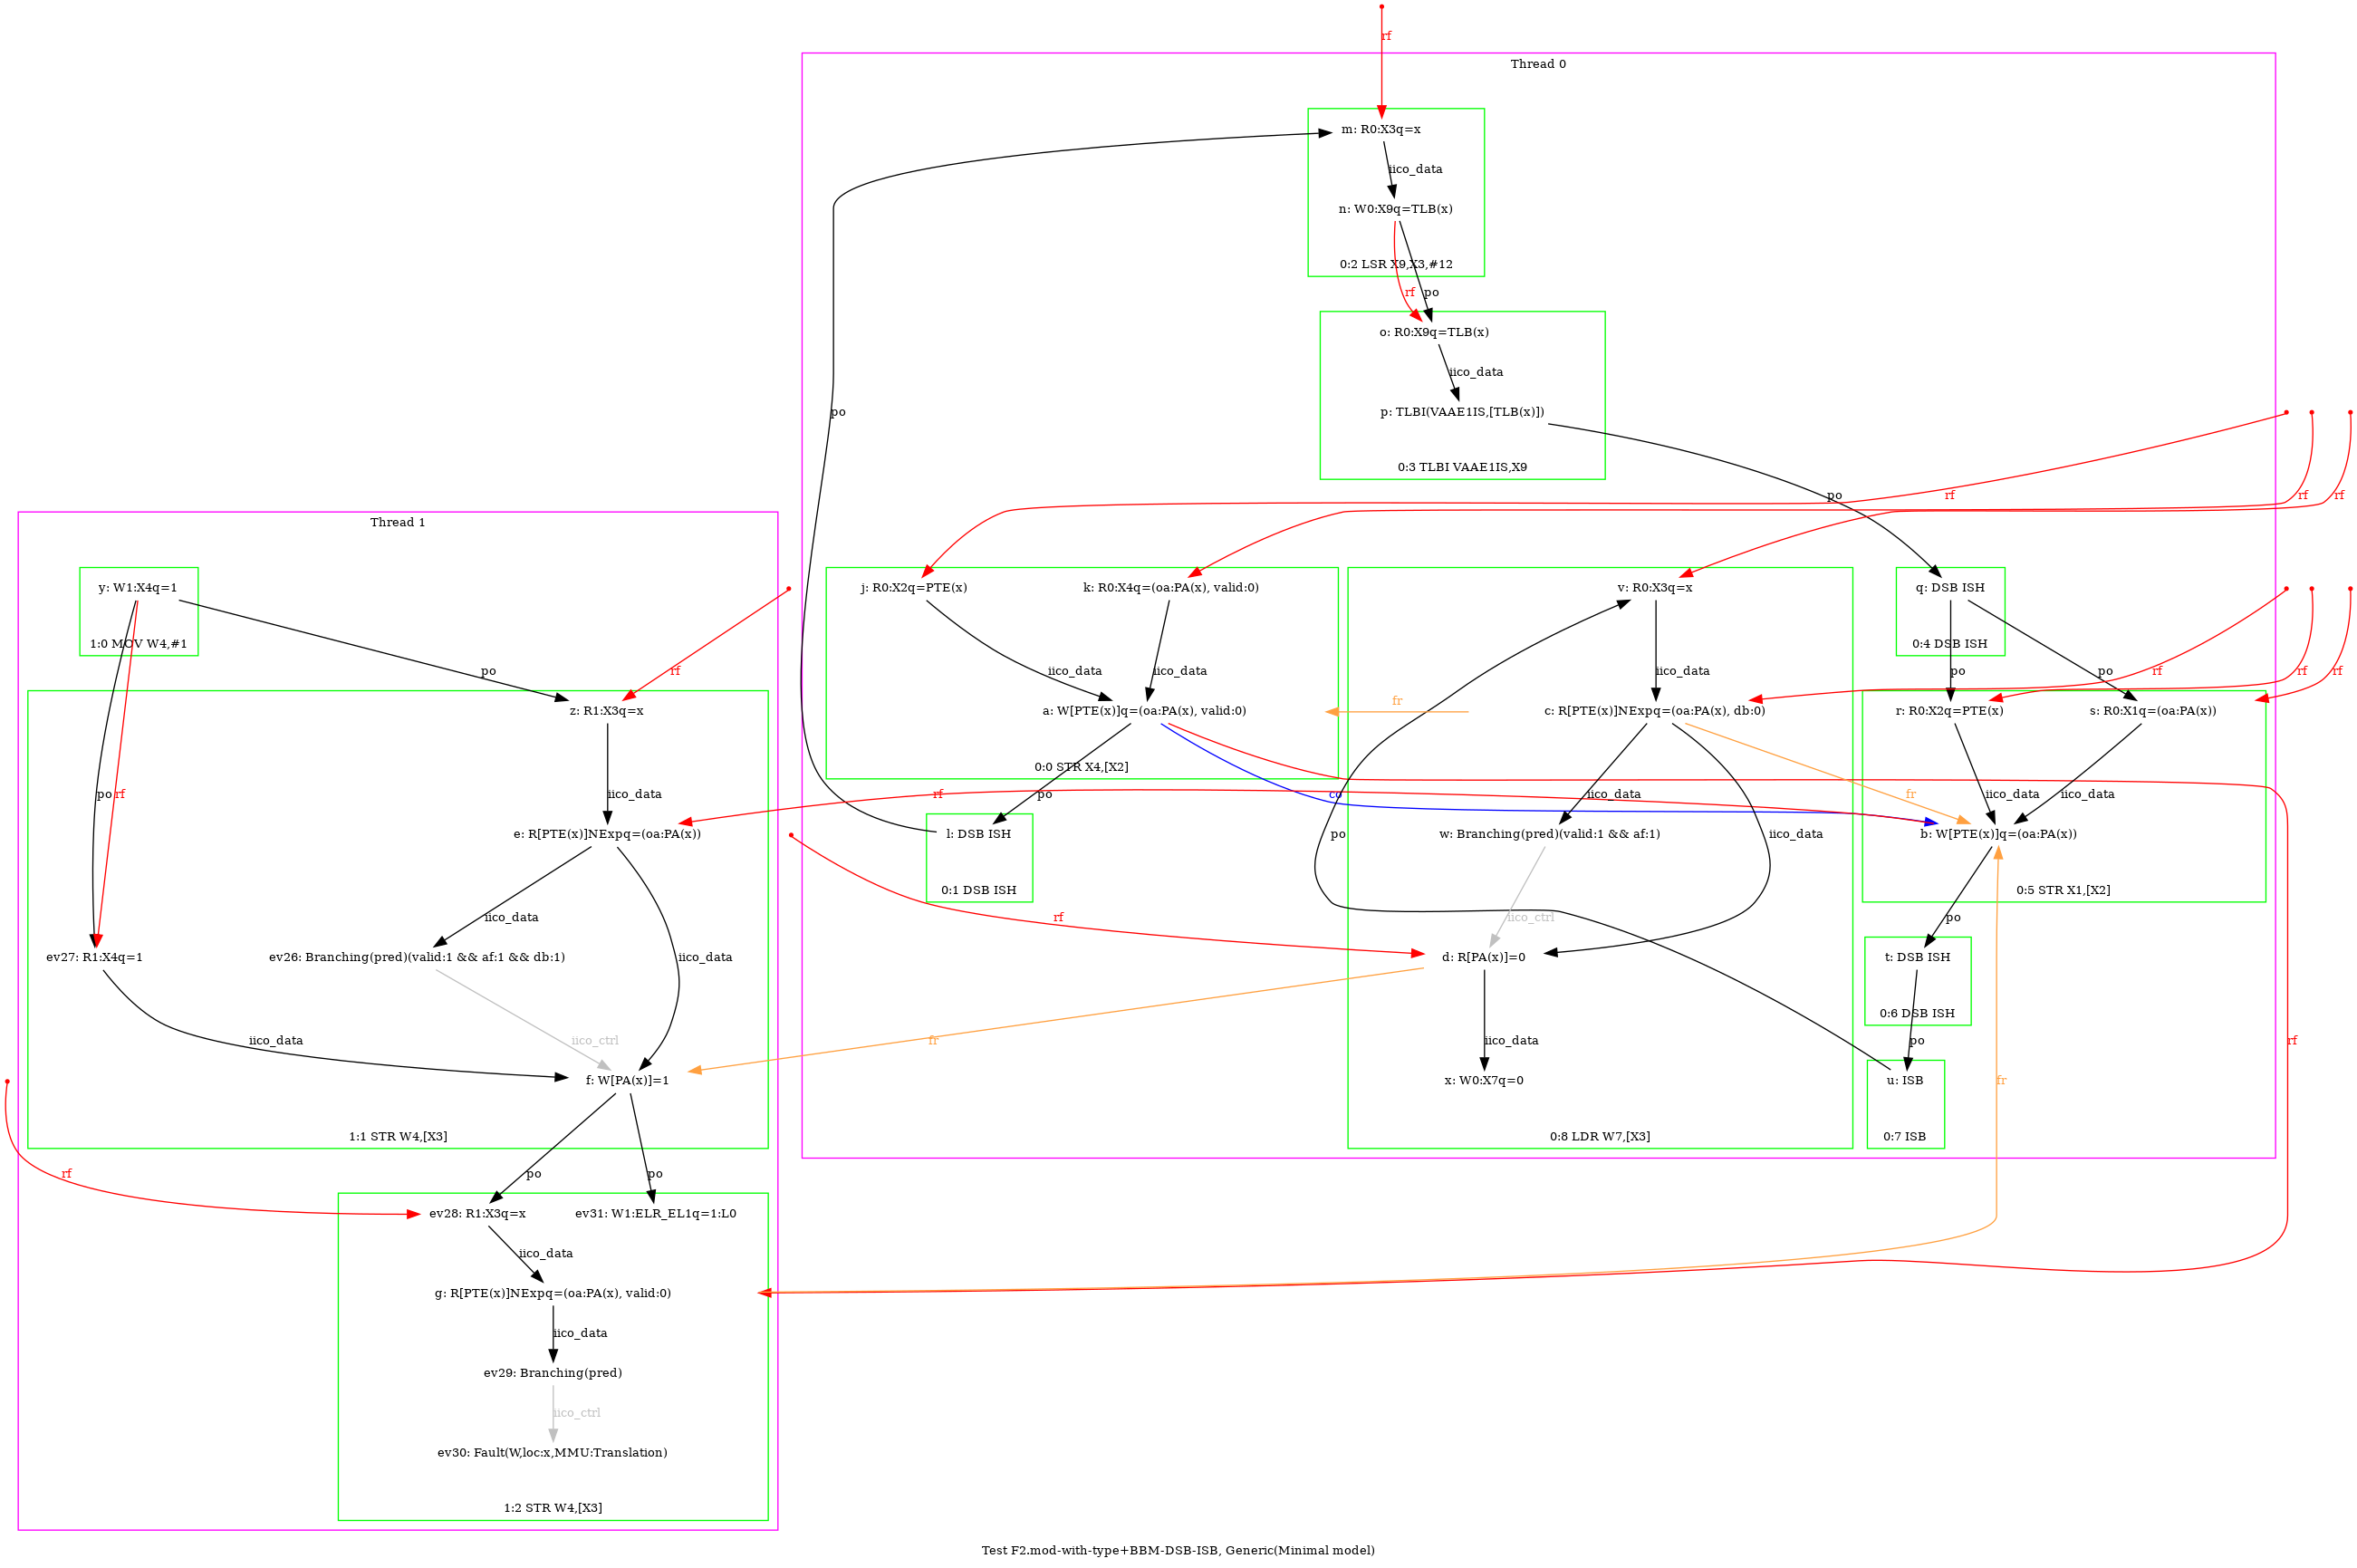 rf
Thread 0
m: R0:X3q=x
iico_data
n: W0:X9q=TLB(x)
0:2 LSR X9,X3,#12
rf
po
o: R0:X9q=TLB(x)
iico_data
po
p: TLBI(VAAE1IS,[TLB(x)])
0:3 TLBI VAAE1IS,X9
po
rf
rf
rf
Thread 1
y: W1:X4q=1
1:0 MOV W4,#1
j: R0:X2q=PTE(x)
k: R0:X4q=(oa:PA(x), valid:0)
v: R0:X3q=x
q: DSB ISH
0:4 DSB ISH
po
rf
iico_data
iico_data
iico_data
po
po
rf
rf
rf
z: R1:X3q=x
a: W[PTE(x)]q=(oa:PA(x), valid:0)
fr
c: R[PTE(x)]NExpq=(oa:PA(x), db:0)
r: R0:X2q=PTE(x)
s: R0:X1q=(oa:PA(x))
0:0 STR X4,[X2]
po
rf
iico_data
rf
po
co
iico_data
fr
iico_data
iico_data
e: R[PTE(x)]NExpq=(oa:PA(x))
l: DSB ISH
po
w: Branching(pred)(valid:1 && af:1)
iico_data
b: W[PTE(x)]q=(oa:PA(x))
0:1 DSB ISH
0:5 STR X1,[X2]
iico_data
rf
iico_ctrl
po
ev27: R1:X4q=1
ev26: Branching(pred)(valid:1 && af:1 && db:1)
iico_data
d: R[PA(x)]=0
t: DSB ISH
0:6 DSB ISH
iico_data
iico_ctrl
fr
iico_data
po
rf
f: W[PA(x)]=1
x: W0:X7q=0
u: ISB
fr
1:1 STR W4,[X3]
0:8 LDR W7,[X3]
0:7 ISB
rf
po
po
ev28: R1:X3q=x
ev31: W1:ELR_EL1q=1:L0
iico_data
g: R[PTE(x)]NExpq=(oa:PA(x), valid:0)
iico_data
ev29: Branching(pred)
iico_ctrl
ev30: Fault(W,loc:x,MMU:Translation)
1:2 STR W4,[X3]
Test F2.mod-with-type+BBM-DSB-ISB, Generic(Minimal model)